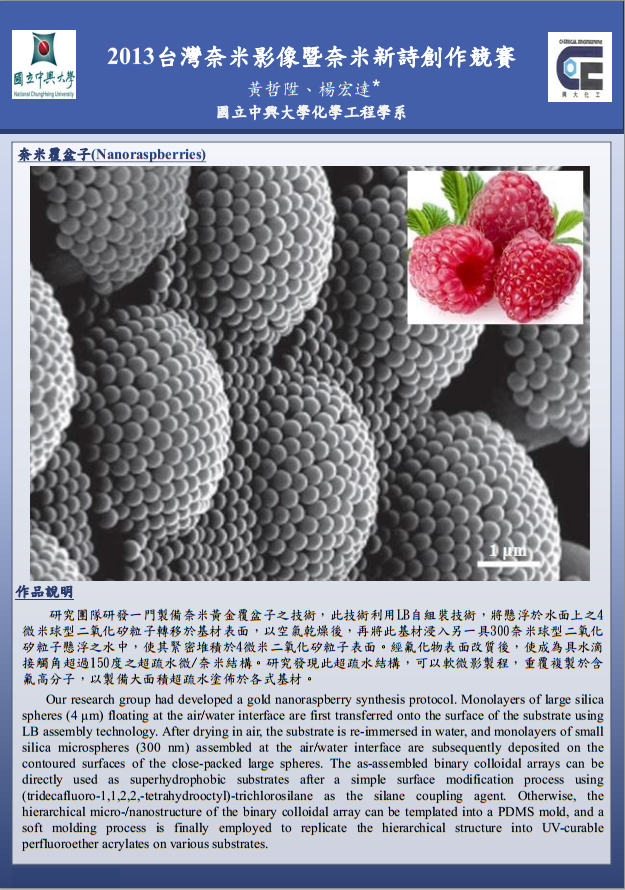 2013台灣奈米影像暨奈米新詩創作競賽
黃哲陞、楊宏達*
國立中興大學化學工程學系
國立中興大學
National ChungHsing University
CHEMICAL ENGINEERING
興大化工
奈米覆盆子(Nanoraspberries)
1 μm
作品說明
研究團隊研發一門製備奈米黃金覆盆子之技術，此技術利用LB自組裝技術，將懸浮於水面上之4
微米球型二氧化矽粒子轉移於基材表面，以空氣乾燥後，再將此基材浸入另一具300奈米球型二氧化
矽粒子懸浮之水中，使其緊密堆積於4微米二氧化矽粒子表面。經氟化物表面改質後，使成為具水滴
接觸角超過150度之超疏水微/奈米結構。研究發現此超疏水結構，可以軟微影製程，重覆複製於含
氟高分子，以製備大面積超疏水塗佈於各式基材。
Our research group had developed a gold nanoraspberry synthesis protocol. Monolayers of large silica
spheres (4 μm) floating at the air/water interface are first transferred onto the surface of the substrate using
LB assembly technology. After drying in air, the substrate is re-immersed in water, and monolayers of small
silica microspheres (300 nm) assembled at the air/water interface are subsequently deposited on the
contoured surfaces of the close-packed large spheres. The as-assembled binary colloidal arrays can be
directly used as superhydrophobic substrates after a simple surface modification process using
(tridecafluoro-1,1,2,2,-tetrahydrooctyl)-trichlorosilane as the silane coupling agent. Otherwise, the
hierarchical micro-/nanostructure of the binary colloidal array can be templated into a PDMS mold, and a
soft molding process is finally employed to replicate the hierarchical structure into UV-curable
perfluoroether acrylates on various substrates.